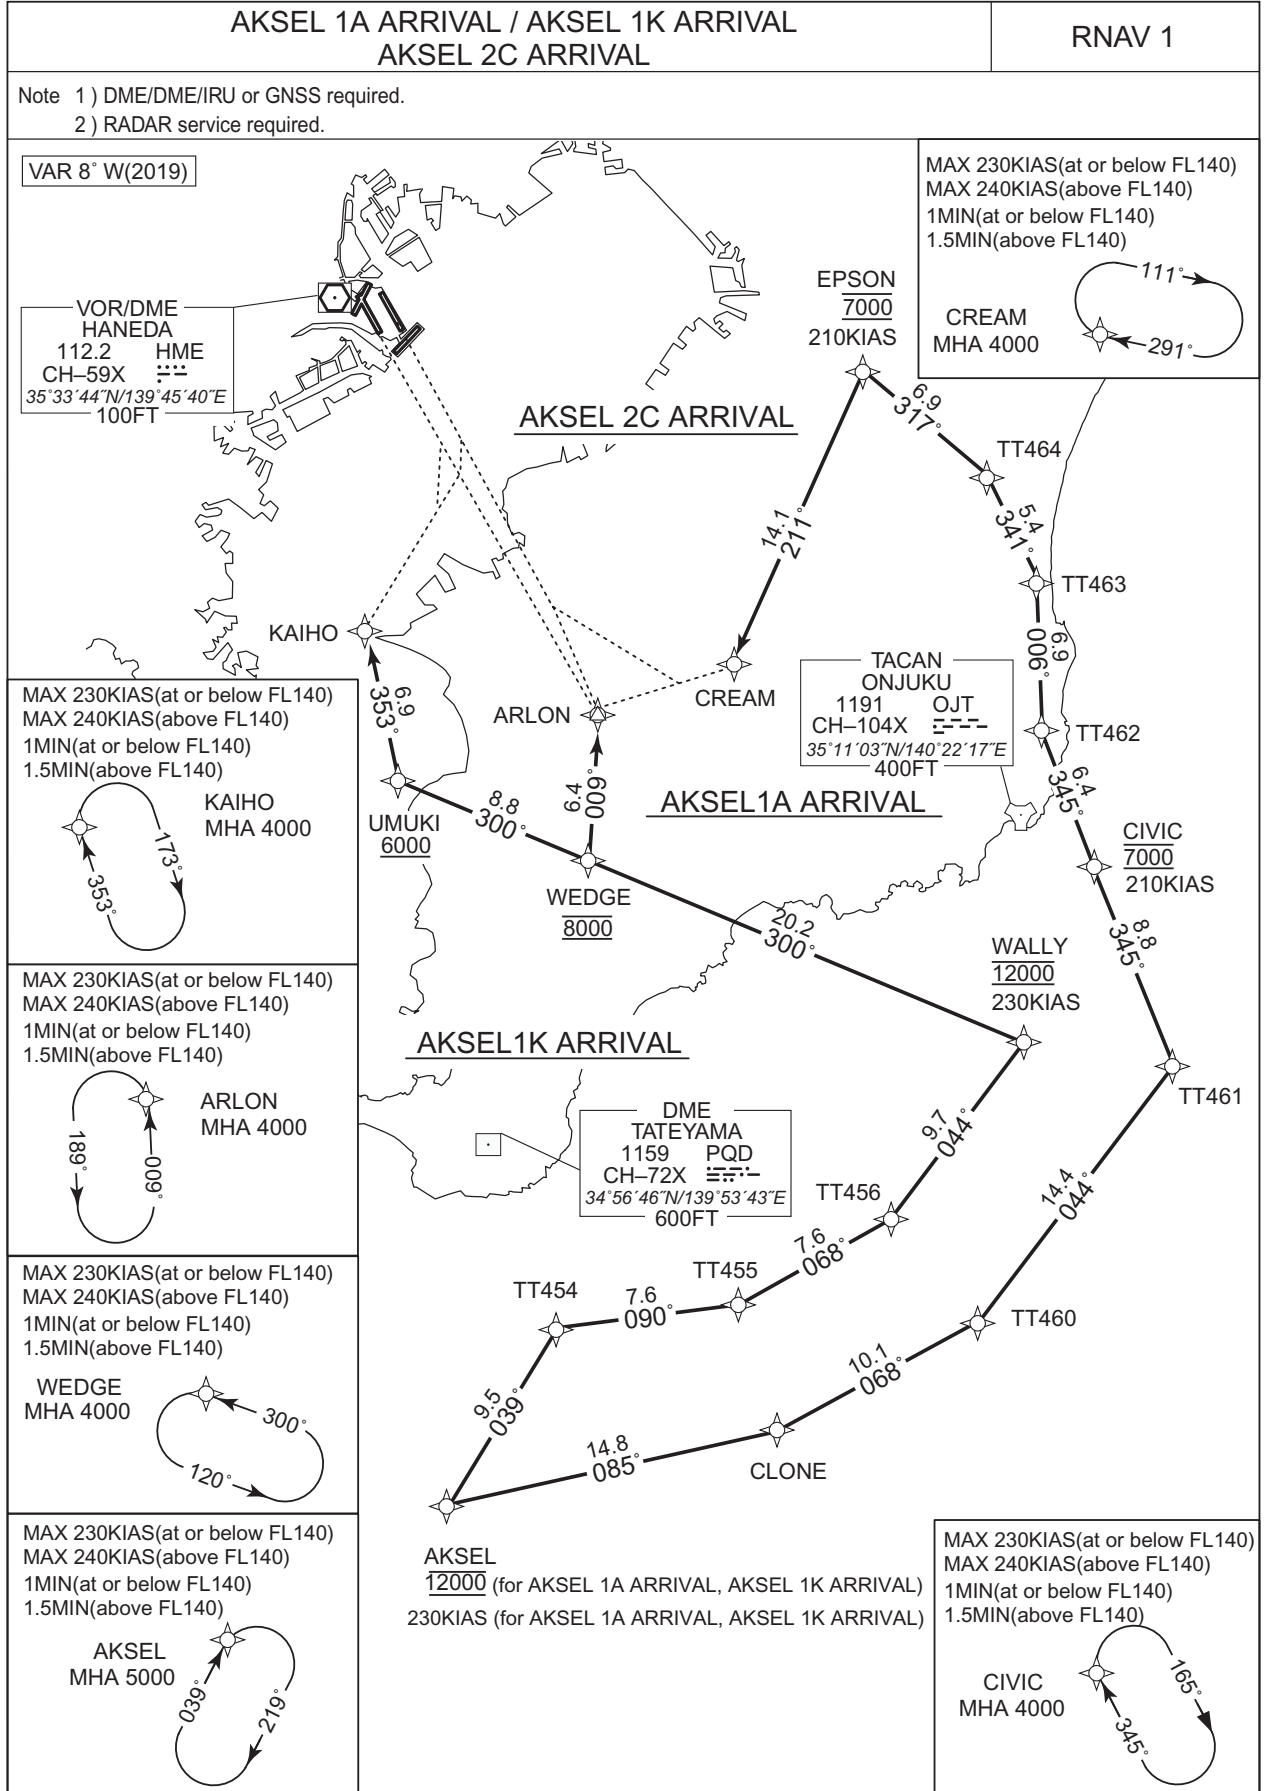 AKSEL 1A ARRIVAL / AKSEL 1K ARRIVAL
AKSEL 2C ARRIVAL
RNAV 1
Note 1 ) DME/DME/IRU or GNSS required.
2 ) RADAR service required.
VAR 8˚ W(2019)
MAX 230KIAS(at or below FL140)
MAX 240KIAS(above FL140)
1MIN(at or below FL140)
1.5MIN(above FL140)
111˚
CREAM
MHA 4000
291˚
EPSON
7000
210KIAS
VOR/DME
HANEDA
112.2 HME
CH–59X
35˚33´44˝N/139˚45´40˝E
100FT
AKSEL 2C ARRIVAL
6.9
317˚
TT464
5.4
341˚
14.1
211˚
TT463
KAIHO
6.9
006˚
TACAN
ONJUKU
1191 OJT
CH–104X
35˚11´03˝N/140˚22´17˝E
400FT
CREAM
ARLON
6.9
353˚
TT462
MAX 230KIAS(at or below FL140)
MAX 240KIAS(above FL140)
1MIN(at or below FL140)
1.5MIN(above FL140)
KAIHO
MHA 4000
173˚
353˚
6.4
009˚
6.4
345˚
AKSEL1A ARRIVAL
8.8
300˚
UMUKI
6000
CIVIC
7000
210KIAS
WEDGE
8000
20.2
300˚
8.8
345˚
WALLY
12000
230KIAS
MAX 230KIAS(at or below FL140)
MAX 240KIAS(above FL140)
1MIN(at or below FL140)
1.5MIN(above FL140)
ARLON
MHA 4000
189˚
009˚
AKSEL1K ARRIVAL
TT461
DME
TATEYAMA
1159 PQD
CH–72X
34˚56´46˝N/139˚53´43˝E
600FT
9.7
044˚
TT456
14.4
044˚
7.6
068˚
TT455
TT454
7.6
090˚
TT460
MAX 230KIAS(at or below FL140)
MAX 240KIAS(above FL140)
1MIN(at or below FL140)
1.5MIN(above FL140)
WEDGE
MHA 4000
300˚
120˚
9.5
039˚
10.1
068˚
14.8
085˚
CLONE
MAX 230KIAS(at or below FL140)
MAX 240KIAS(above FL140)
1MIN(at or below FL140)
1.5MIN(above FL140)
AKSEL
MHA 5000
039˚
219˚
AKSEL
12000 (for AKSEL 1A ARRIVAL, AKSEL 1K ARRIVAL)
230KIAS (for AKSEL 1A ARRIVAL, AKSEL 1K ARRIVAL)
MAX 230KIAS(at or below FL140)
MAX 240KIAS(above FL140)
1MIN(at or below FL140)
1.5MIN(above FL140)
CIVIC
MHA 4000
165˚
345˚